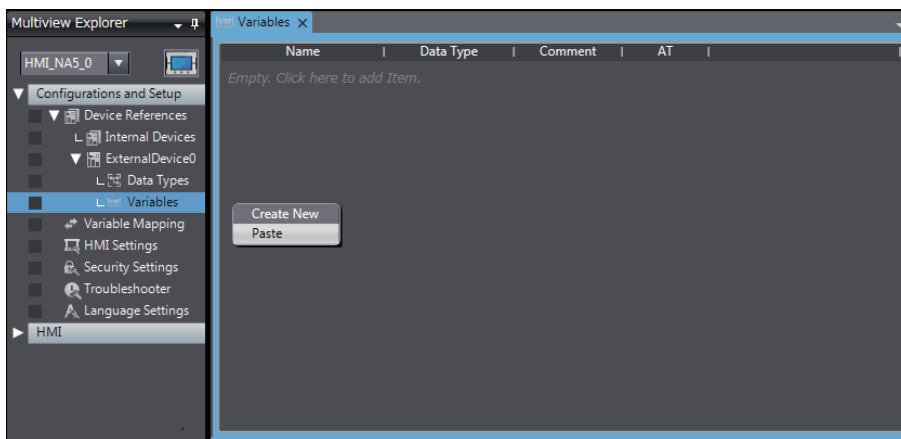 Multiview Explorer
HMI_NA5_0
Configurations and Setup
Device References
Internal Devices
ExternalDevice0
Data Types
Variables
Variable Mapping
HMI Settings
Security Settings
Troubleshooter
Language Settings
HMI
Variables
Name | Data Type | Comment | AT |
Empty. Click here to add Item.
Create New
Paste